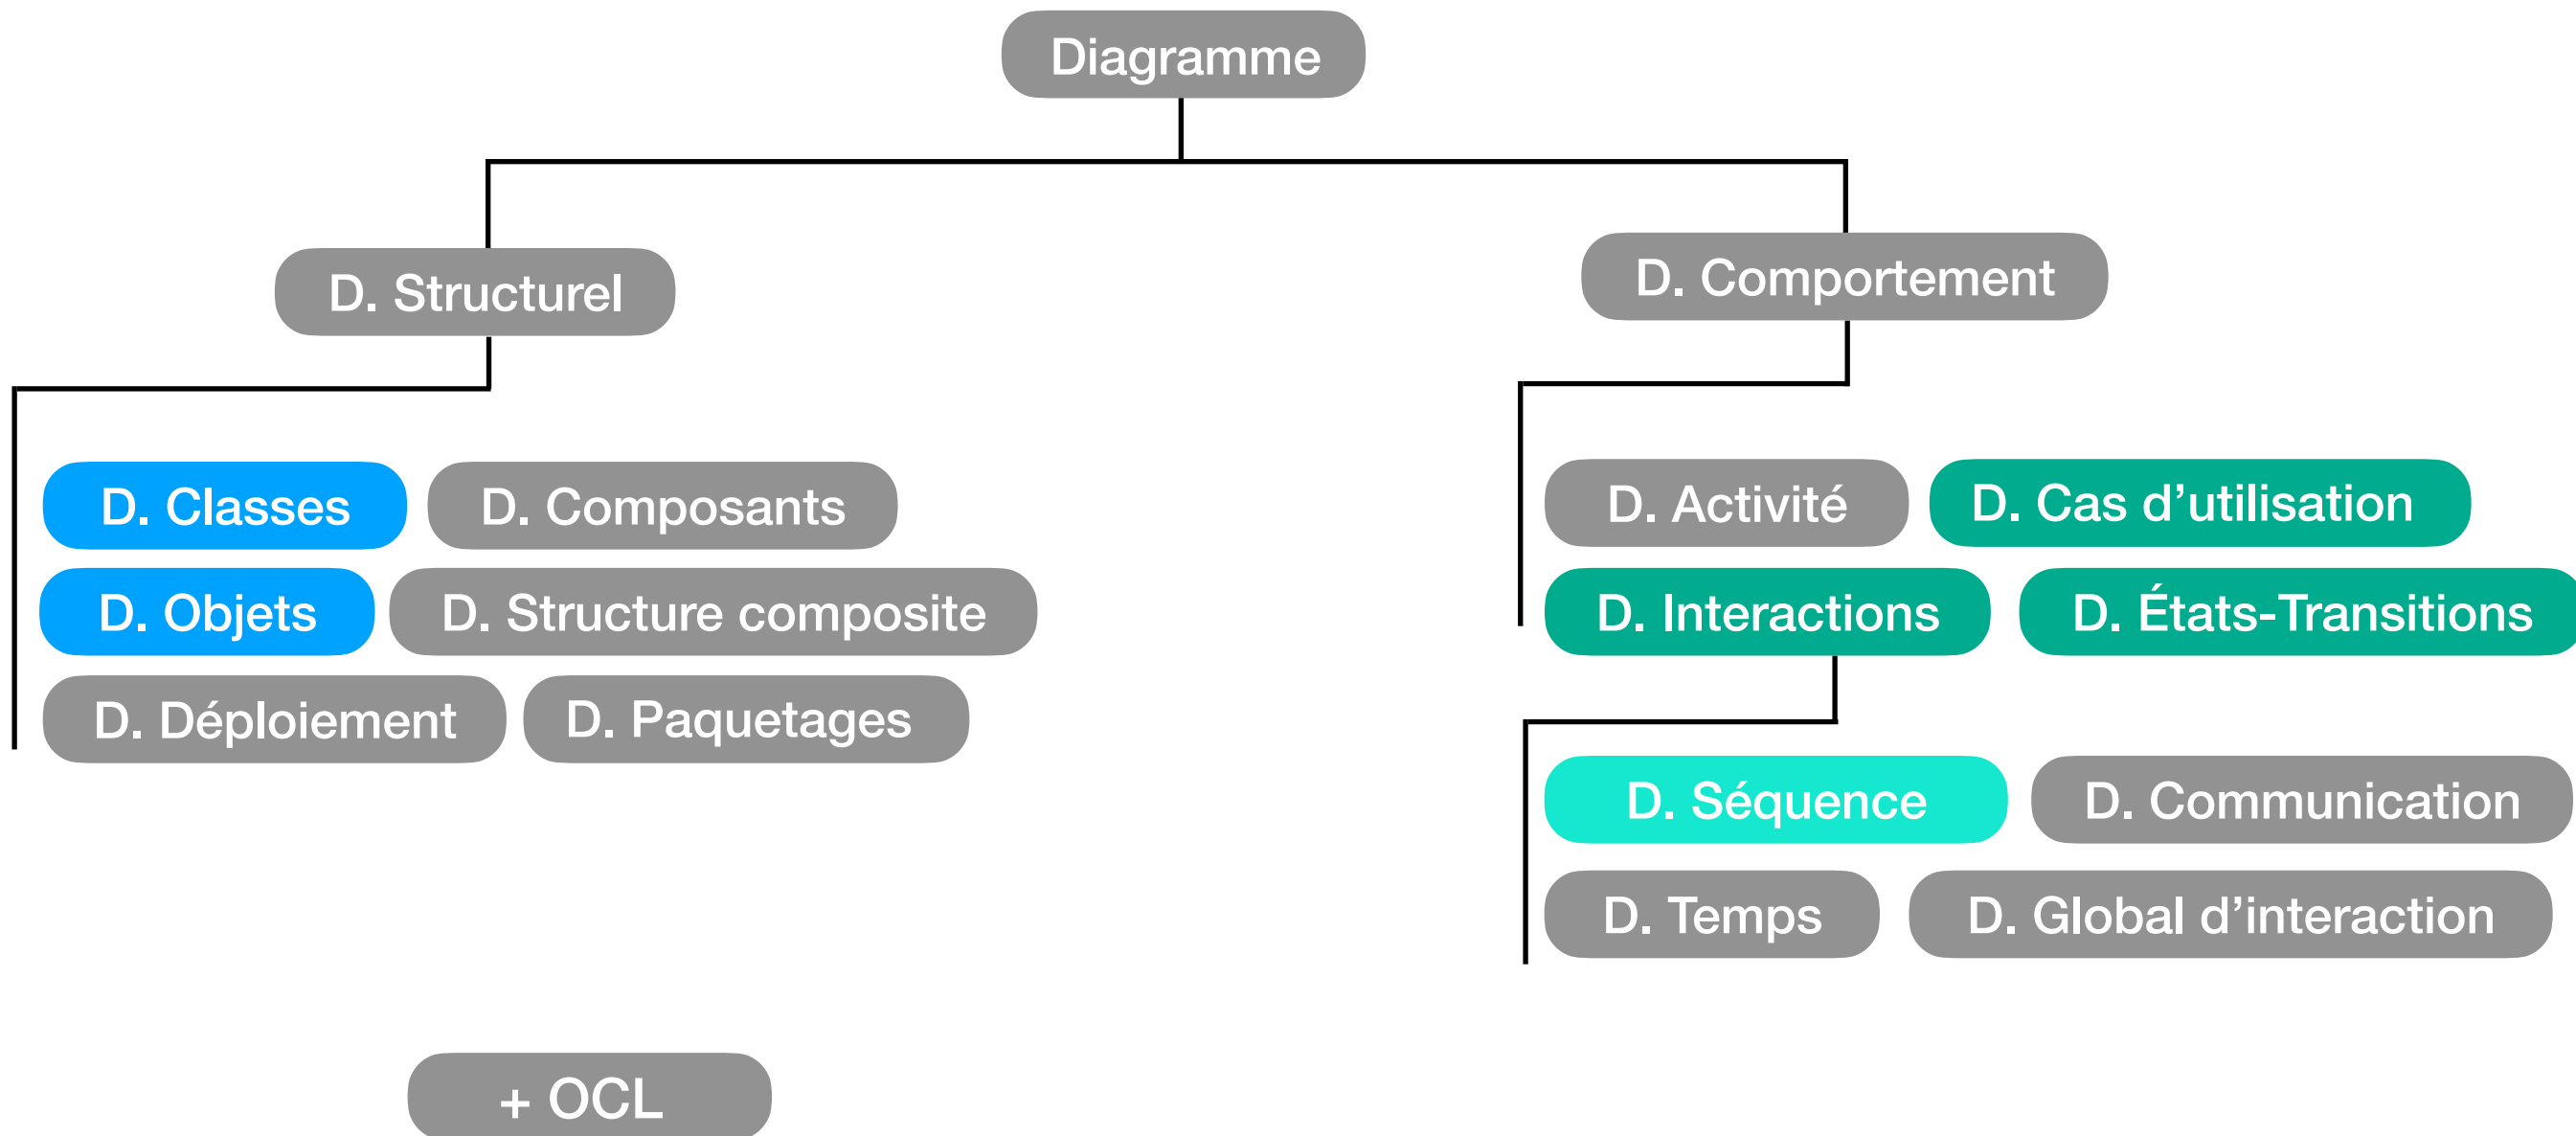 Diagramme
D. Structurel
D. Comportement
D. Classes
D. Composants
D. Objets
D. Structure composite
D. Déploiement
D. Paquetages
D. Activité
D. Cas d’utilisation
D. Interactions
D. États-Transitions
D. Séquence
D. Communication
D. Temps
D. Global d’interaction
+ OCL